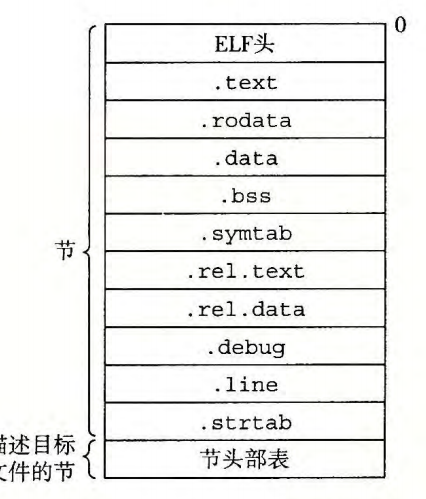 0
ELF头
.text
.rodata
.data
.bss
节
.symtab
.rel.text
.rel.data
.debug
.line
.strtab
描述目标
文件的节
节头部表